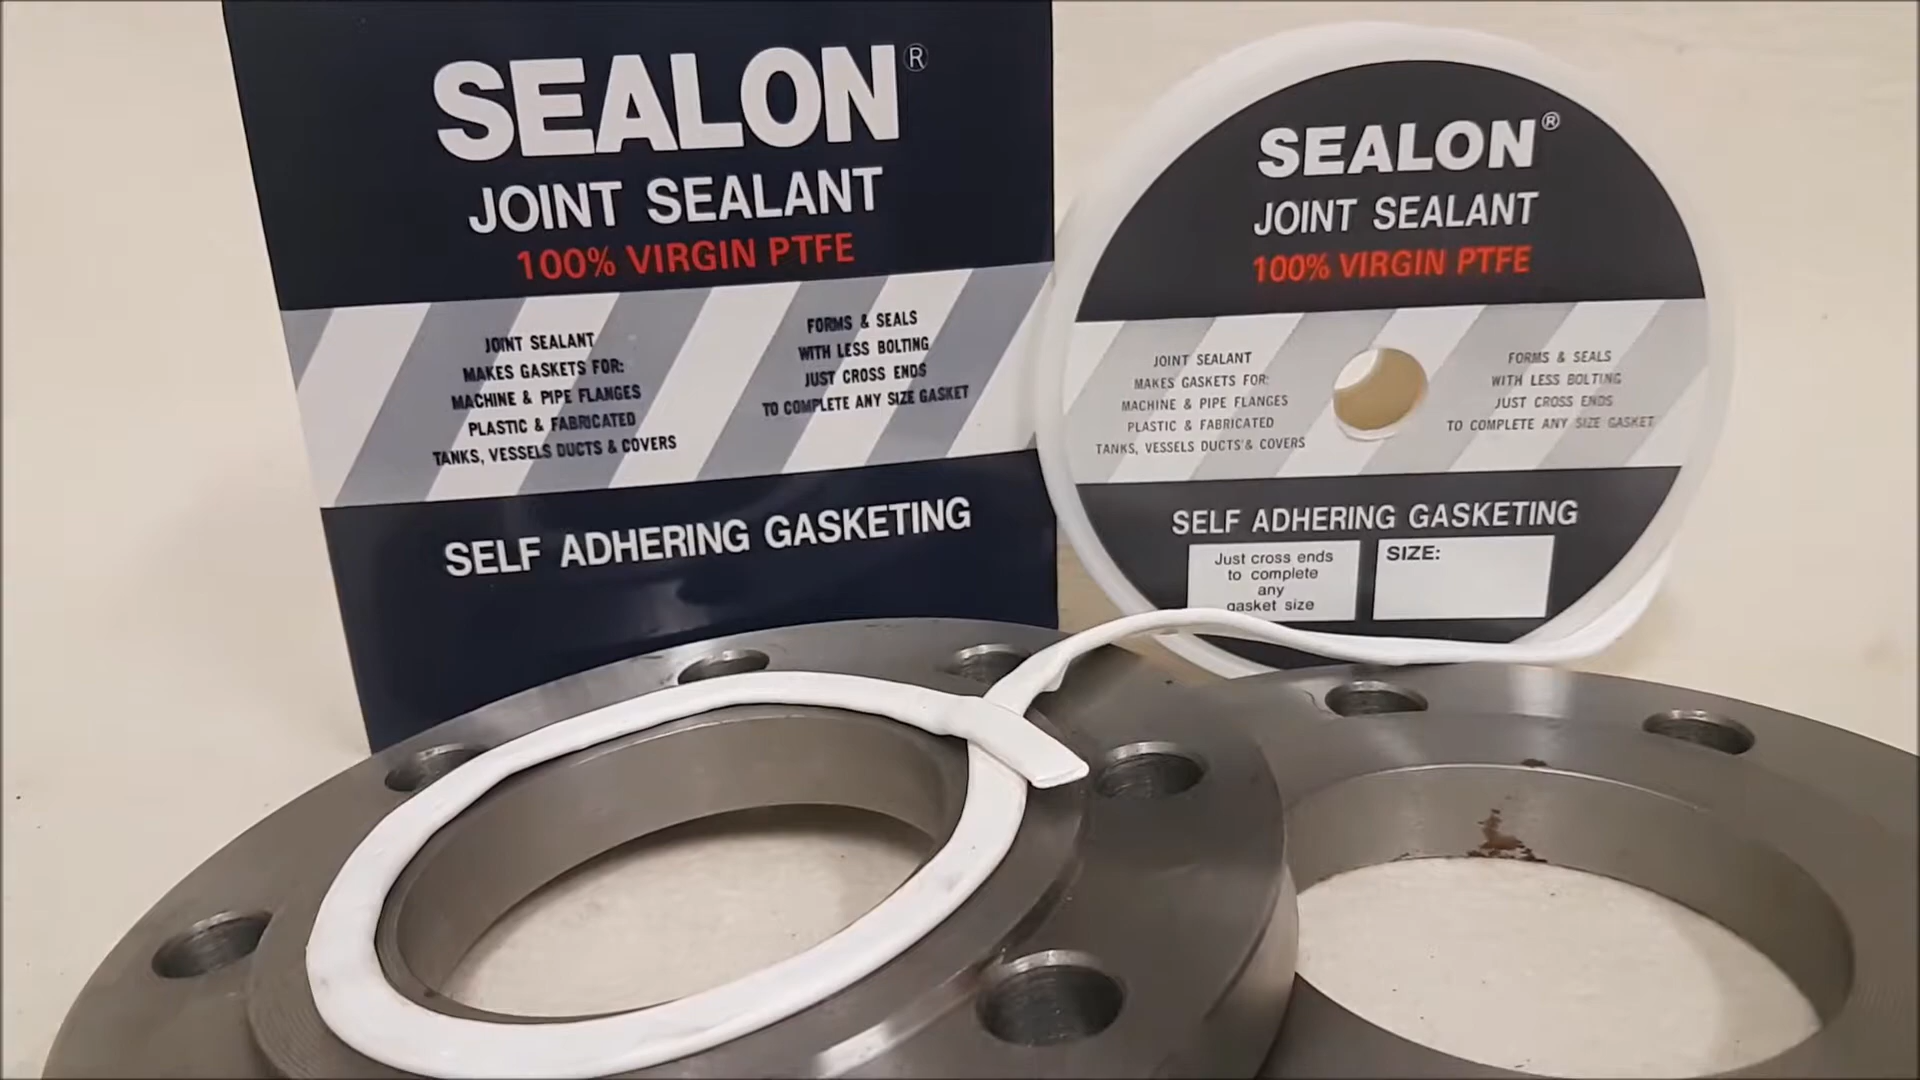 SEALON®
JOINT SEALANT
100% VIRGIN PTFE
JOINT SEALANT
MAKES GASKETS FOR:
MACHINE & PIPE FLANGES
PLASTIC & FABRICATED
TANKS, VESSELS DUCTS & COVERS
FORMS & SEALS
WITH LESS BOLTING
JUST CROSS ENDS
TO COMPLETE ANY SIZE GASKET
SELF ADHERING GASKETING
SEALON®
JOINT SEALANT
100% VIRGIN PTFE
JOINT SEALANT
MAKES GASKETS FOR:
MACHINE & PIPE FLANGES
PLASTIC & FABRICATED
TANKS, VESSELS DUCTS & COVERS
FORMS & SEALS
WITH LESS BOLTING
JUST CROSS ENDS
TO COMPLETE ANY SIZE GASKET
SELF ADHERING GASKETING
Just cross ends
to complete
any
gasket size
SIZE: